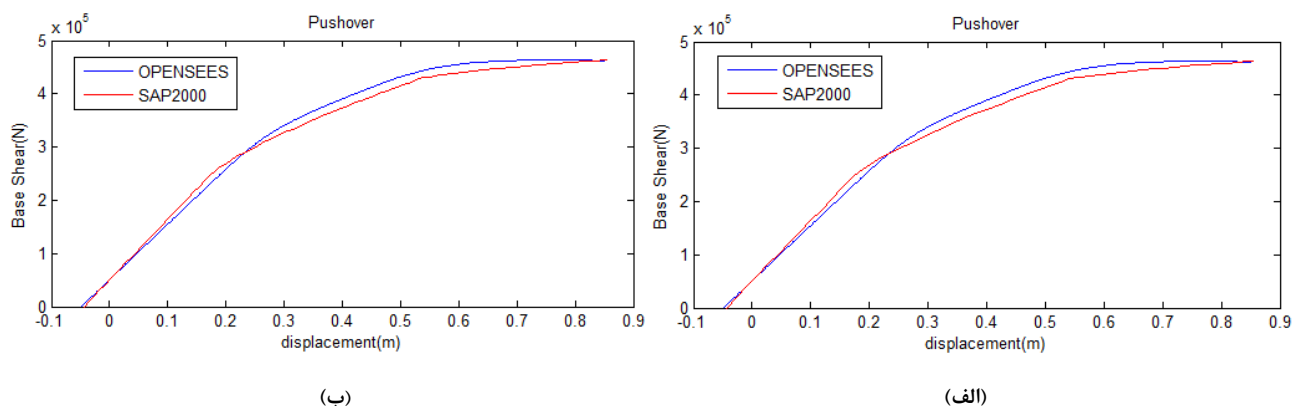 Pushover
x 10^5
5
4
3
2
1
0
Base Shear(N)
OPENSEES
SAP2000
-0.1 0 0.1 0.2 0.3 0.4 0.5 0.6 0.7 0.8 0.9
displacement(m)
(ب)
Pushover
x 10^5
5
4
3
2
1
0
Base Shear(N)
OPENSEES
SAP2000
-0.1 0 0.1 0.2 0.3 0.4 0.5 0.6 0.7 0.8 0.9
displacement(m)
(الف)